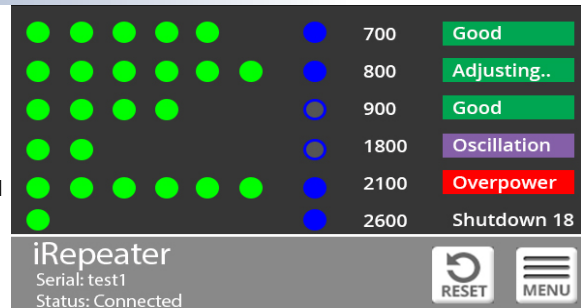 700 Good
800 Adjusting..
900 Good
1800 Oscillation
2100 Overpower
2600 Shutdown 18
iRepeater
Serial: test1
Status: Connected
RESET
MENU